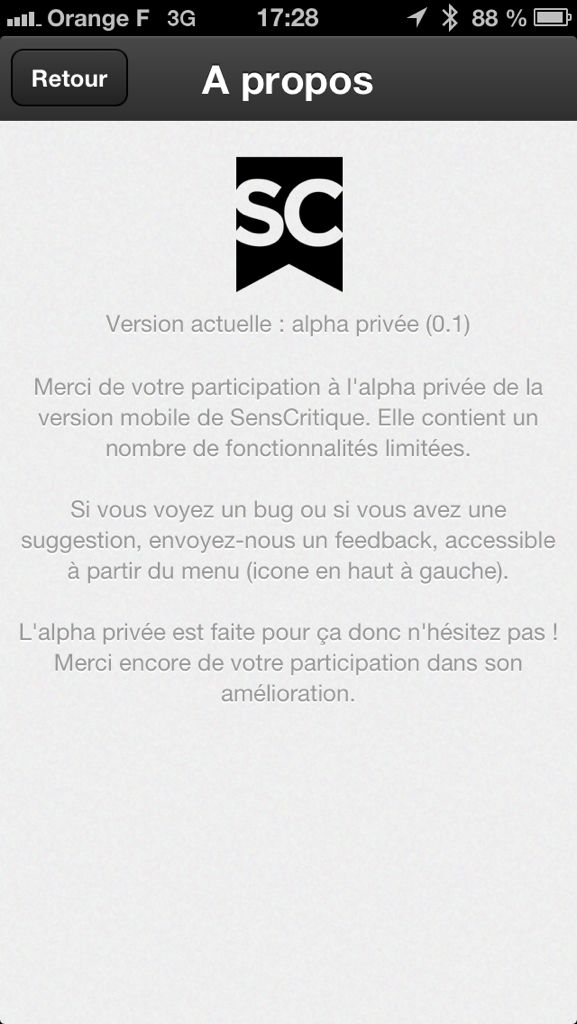 Orange F 3G 17:28 88 %
Retour A propos
SC
Version actuelle : alpha privée (0.1)
Merci de votre participation à l'alpha privée de la
version mobile de SensCritique. Elle contient un
nombre de fonctionnalités limitées.
Si vous voyez un bug ou si vous avez une
suggestion, envoyez-nous un feedback, accessible
à partir du menu (icone en haut à gauche).
L'alpha privée est faite pour ça donc n'hésitez pas !
Merci encore de votre participation dans son
amélioration.